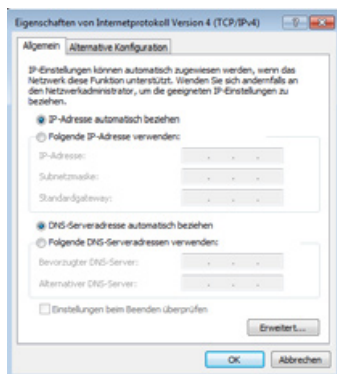 Eigenschaften von Internetprotokoll Version 4 (TCP/IPv4)
Allgemein Alternative Konfiguration
IP-Einstellungen können automatisch zugewiesen werden, wenn das
Netzwerk diese Funktion unterstützt. Wenden Sie sich andernfalls an
den Netzwerkadministrator, um die geeigneten IP-Einstellungen zu
beziehen.
IP-Adresse automatisch beziehen
Folgende IP-Adresse verwenden:
IP-Adresse:
Subnetzmaske:
Standardgateway:
DNS-Serveradresse automatisch beziehen
Folgende DNS-Serveradressen verwenden:
Bevorzugter DNS-Server:
Alternativer DNS-Server:
Einstellungen beim Beenden überprüfen
Erweitert...
OK Abbrechen